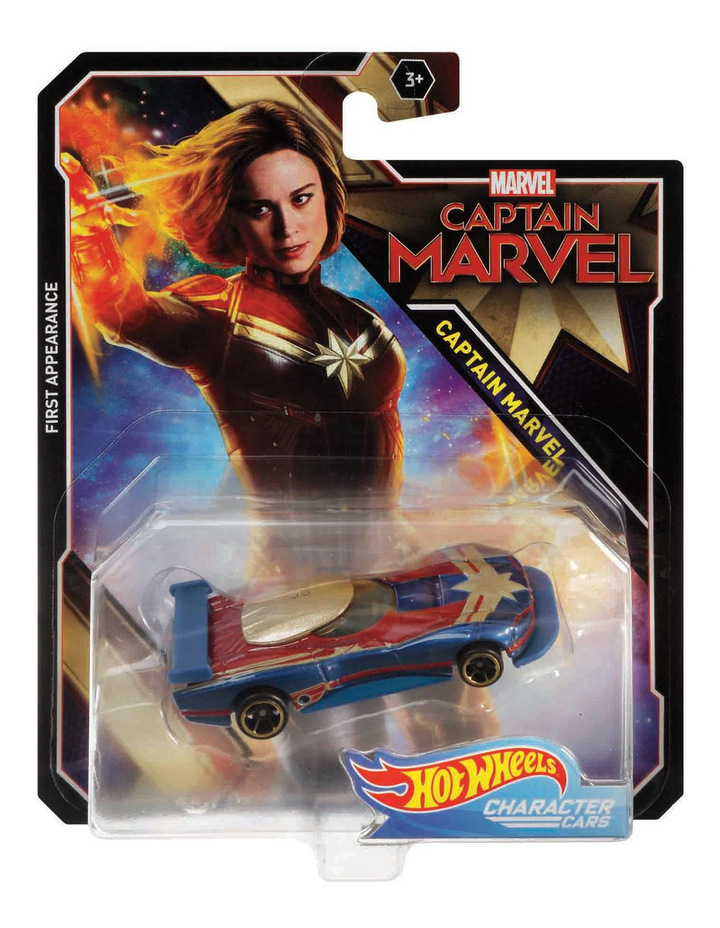 3+
MARVEL
CAPTAIN
MARVEL
CAPTAIN MARVEL
FIRST APPEARANCE
HOT WHEELS
CHARACTER
CARS